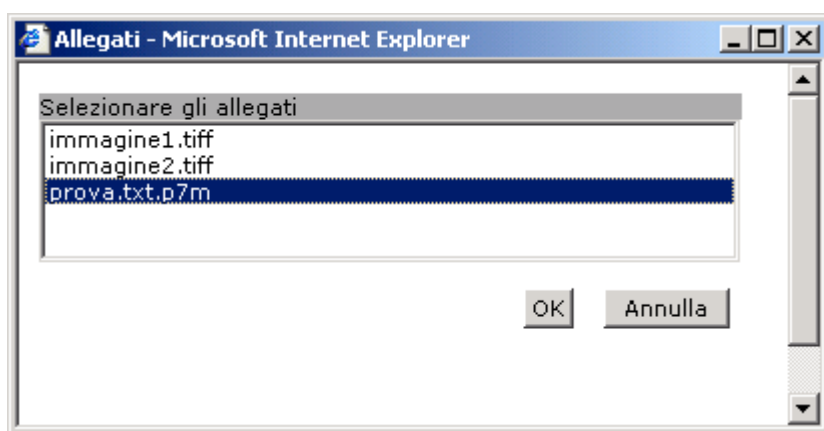 Allegati - Microsoft Internet Explorer
Selezionare gli allegati
immagine1.tiff
immagine2.tiff
prova.txt.p7m
OK Annulla